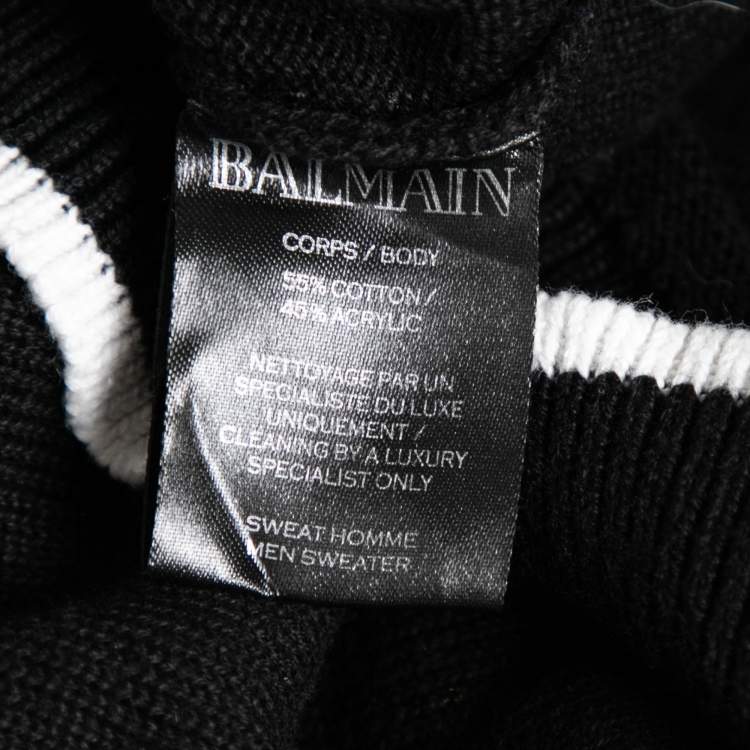 BALMAIN
CORPS / BODY
55% COTTON /
45% ACRYLIC
NETTOYAGE PAR UN
SPECIALISTE DU LUXE
UNIQUEMENT /
CLEANING BY A LUXURY
SPECIALIST ONLY
SWEAT HOMME
MEN SWEATER